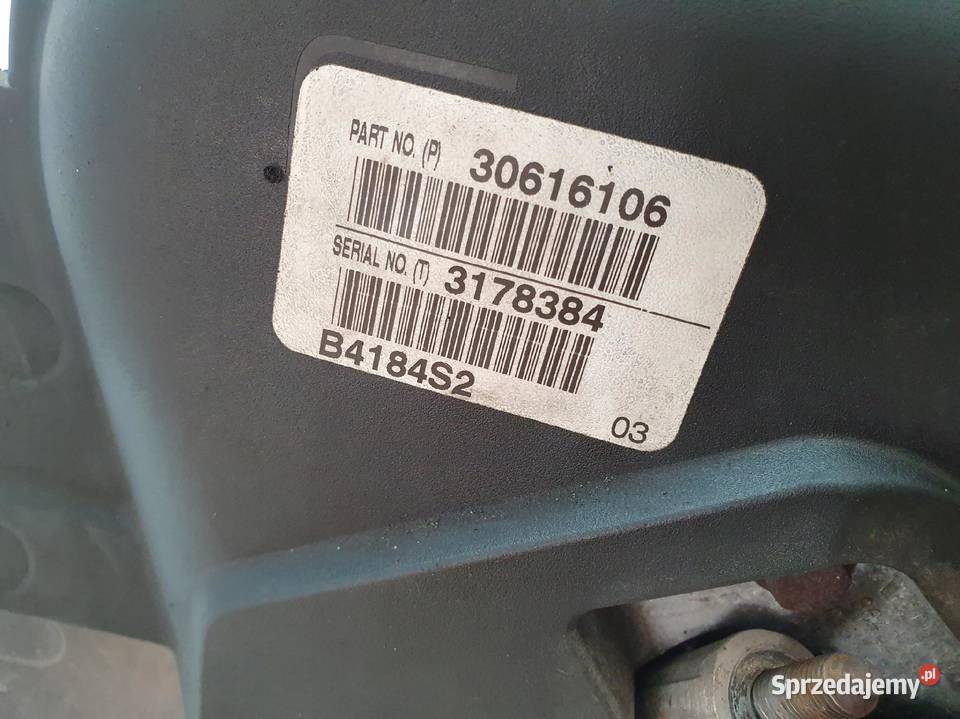 PART NO. (P) 30616106
SERIAL NO. (T) 3178384
B4184S2
03
Sprzedajemy.pl